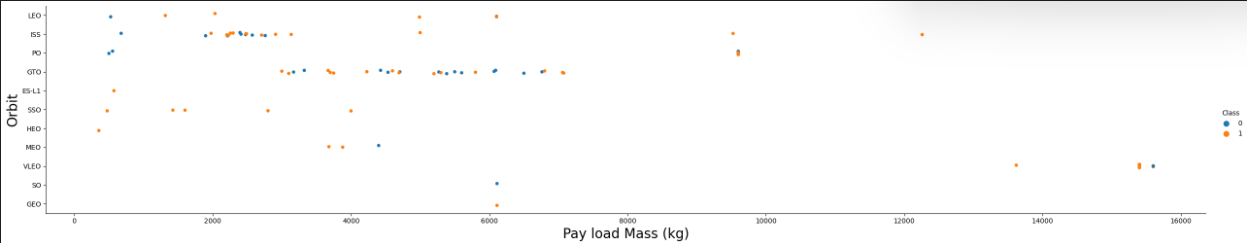 LEO
ISS
PO
GTO
ES-L1
SSO
HEO
MEO
VLEO
SO
GEO
Orbit
Class
0
1
0 2000 4000 6000 8000 10000 12000 14000 16000
Pay load Mass (kg)